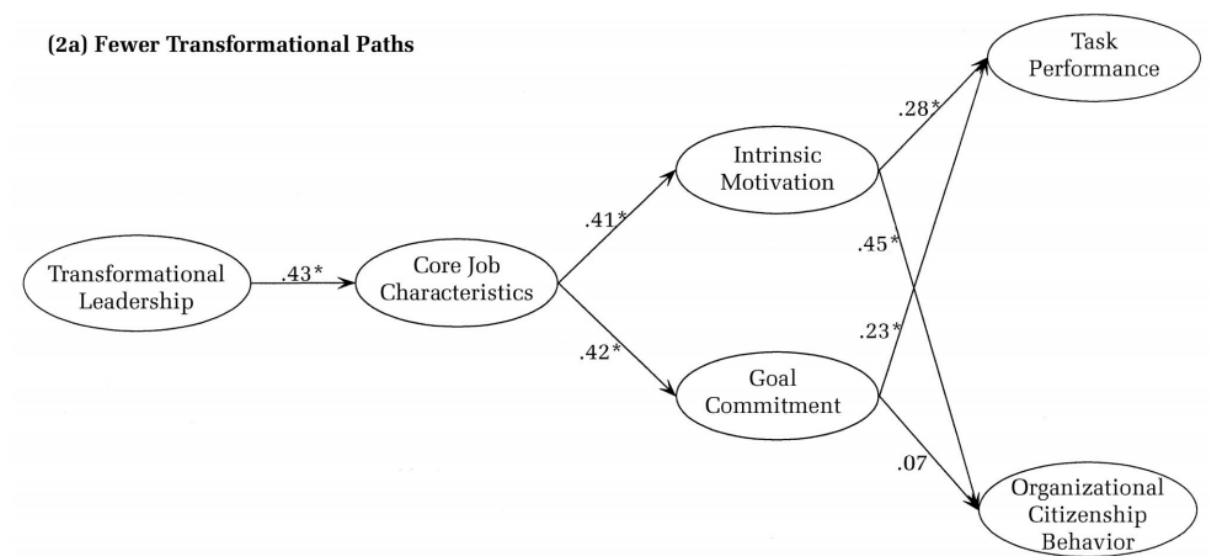 (2a) Fewer Transformational Paths
Task
Performance
.28*
Intrinsic
Motivation
.41*
.45*
Transformational
Leadership
.43*
Core Job
Characteristics
.42*
.23*
Goal
Commitment
.07
Organizational
Citizenship
Behavior